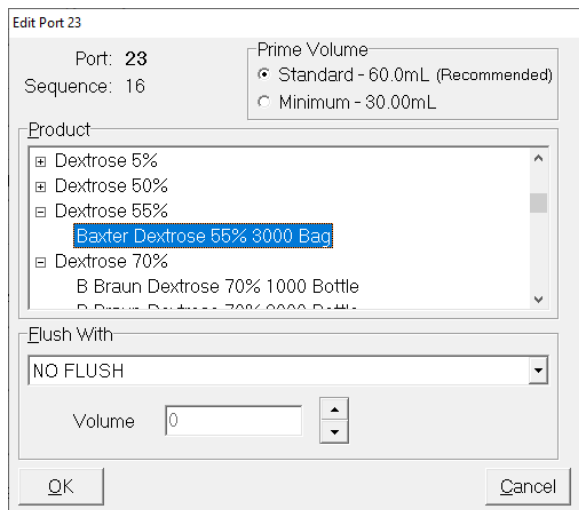 Edit Port 23
Port: 23
Sequence: 16
Prime Volume
Standard - 60.0mL (Recommended)
Minimum - 30.00mL
Product
Dextrose 5%
Dextrose 50%
Dextrose 55%
Baxter Dextrose 55% 3000 Bag
Dextrose 70%
B Braun Dextrose 70% 1000 Bottle
Flush With
NO FLUSH
Volume 0
OK
Cancel